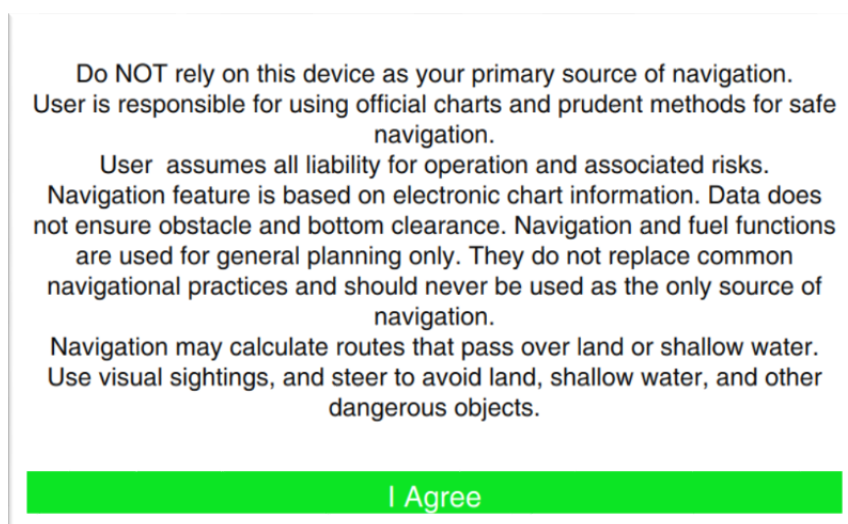 Do NOT rely on this device as your primary source of navigation.
User is responsible for using official charts and prudent methods for safe
navigation.
User  assumes all liability for operation and associated risks.
Navigation feature is based on electronic chart information. Data does
not ensure obstacle and bottom clearance. Navigation and fuel functions
are used for general planning only. They do not replace common
navigational practices and should never be used as the only source of
navigation.
Navigation may calculate routes that pass over land or shallow water.
Use visual sightings, and steer to avoid land, shallow water, and other
dangerous objects.
I Agree